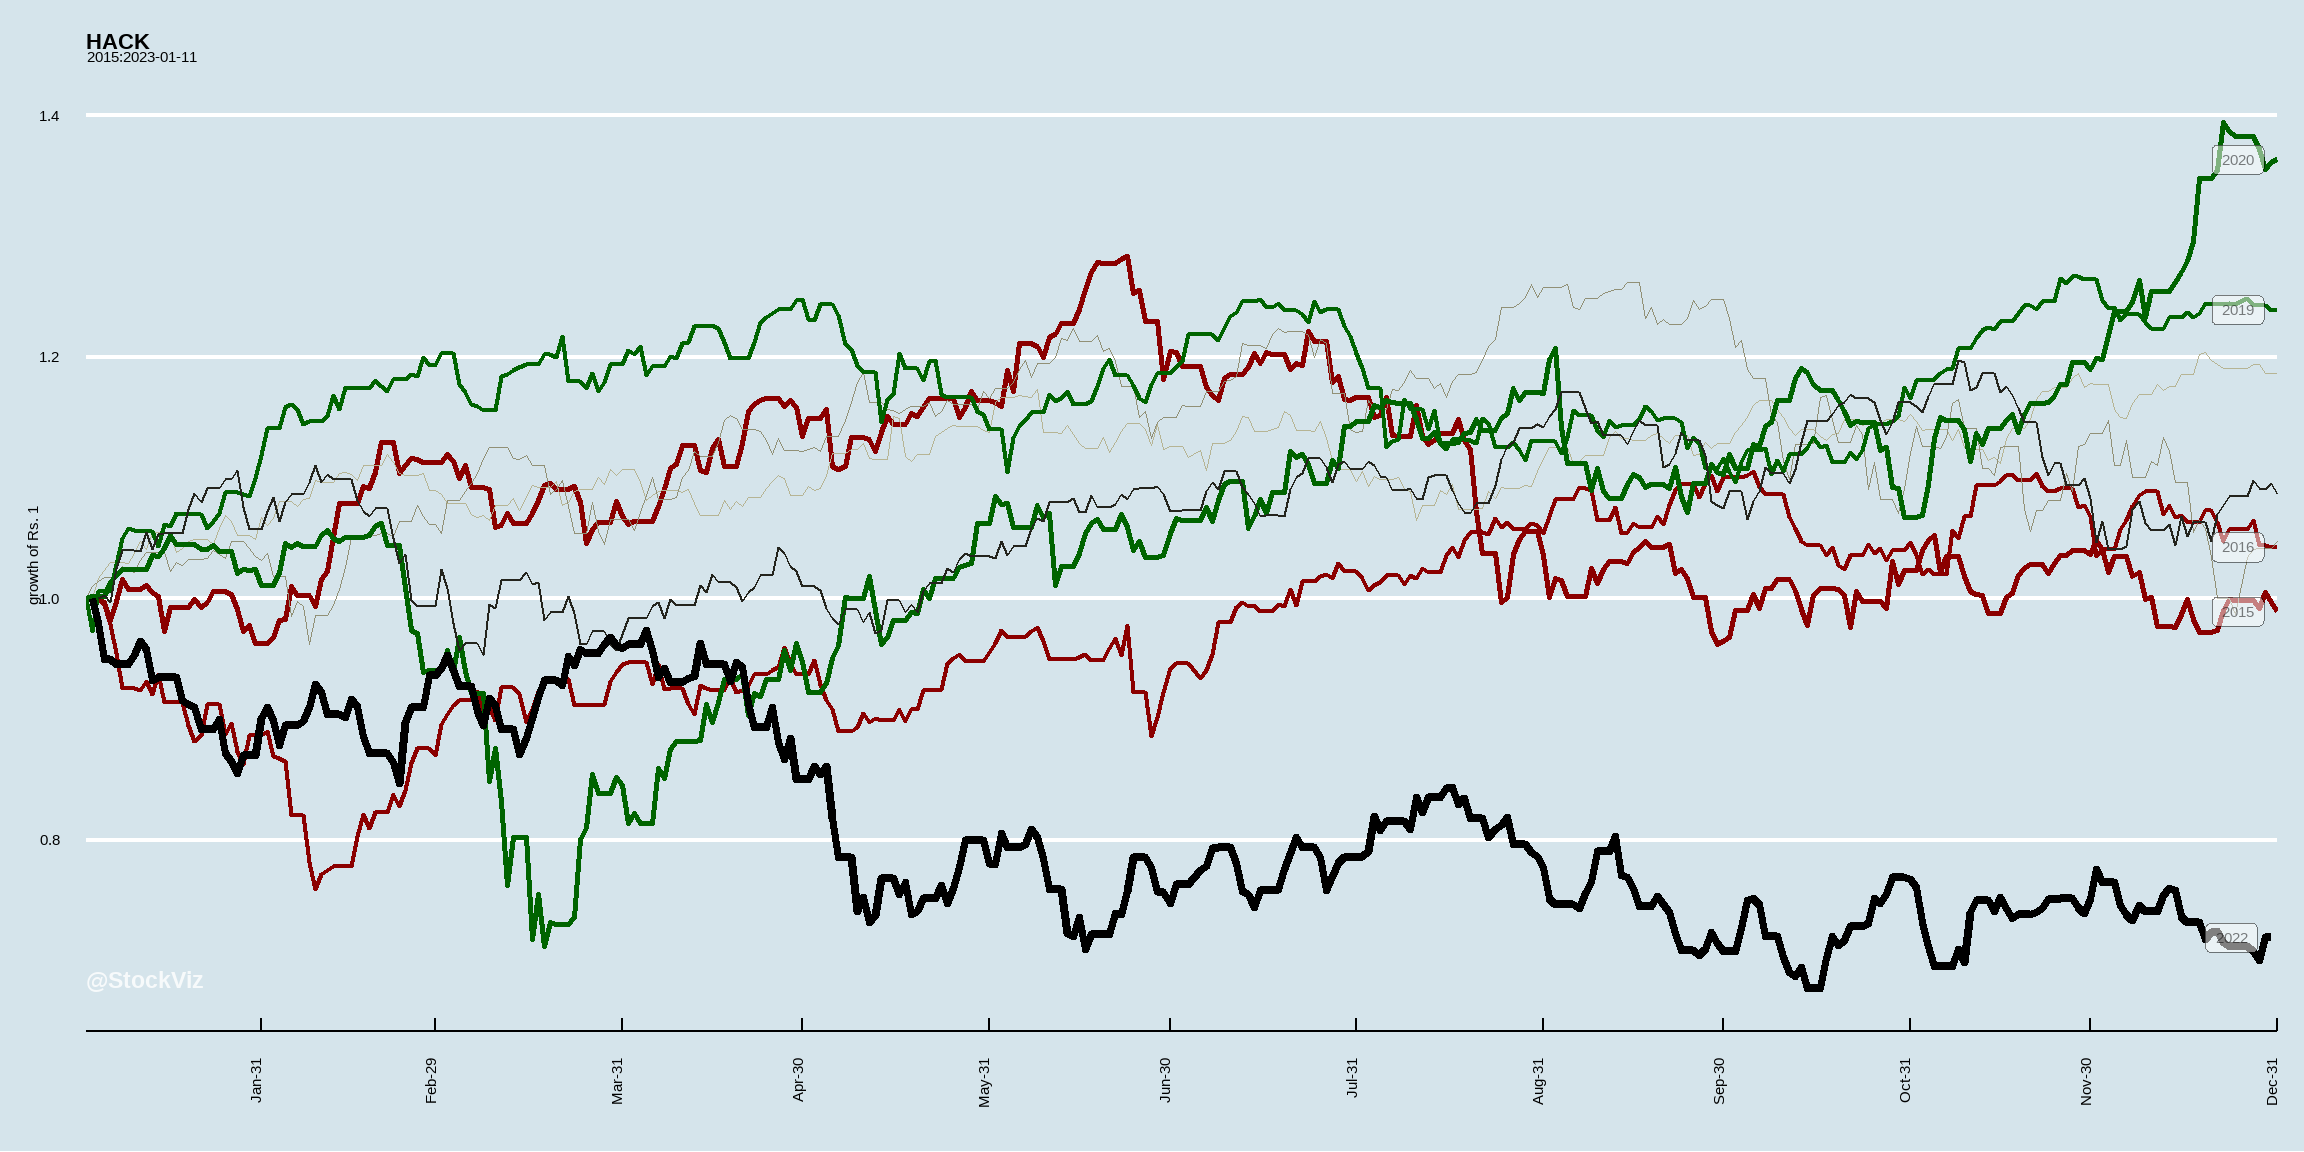 HACK
2015:2023-01-11
1.4
1.2
1.0
0.8
growth of Rs. 1
2020
2019
2016
2015
2022
@StockViz
Jan-31
Feb-29
Mar-31
Apr-30
May-31
Jun-30
Jul-31
Aug-31
Sep-30
Oct-31
Nov-30
Dec-31